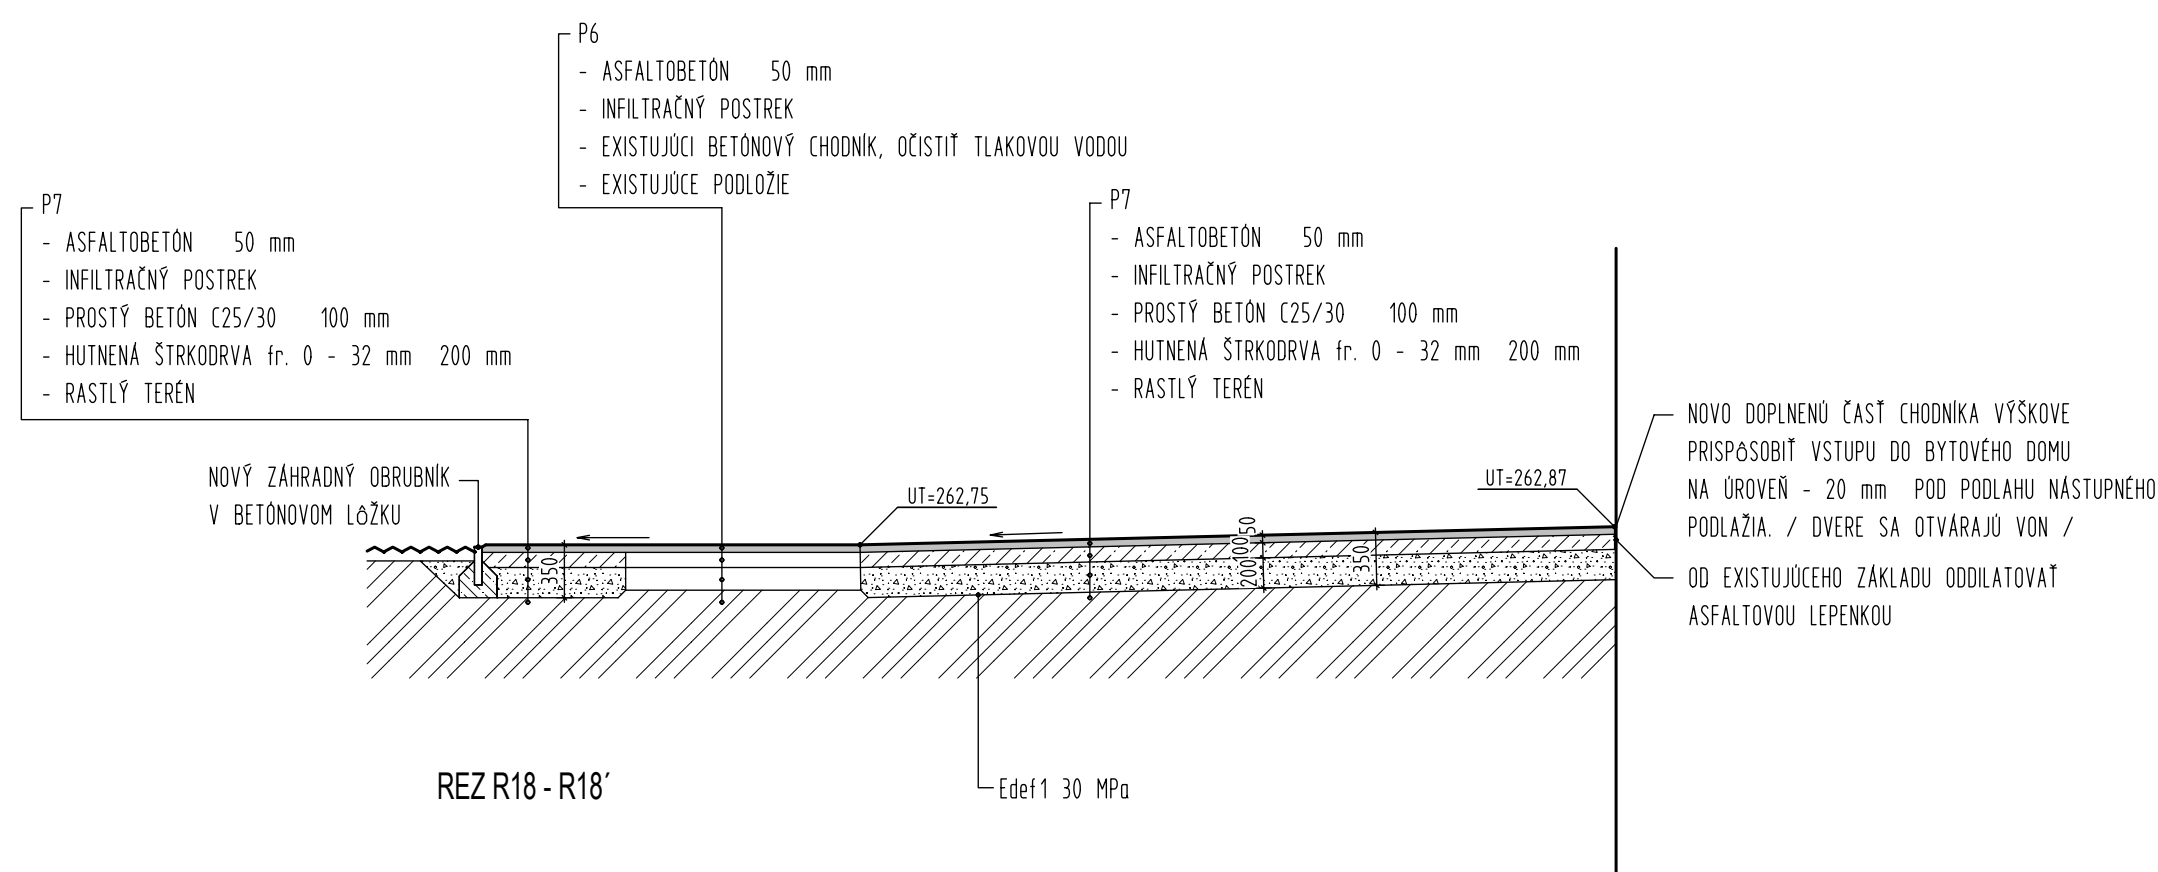 P6
- ASFALTOBETÓN 50 mm
- INFILTRAČNÝ POSTREK
- EXISTUJÚCI BETÓNOVÝ CHODNÍK, OČISTIŤ TLAKOVOU VODOU
- EXISTUJÚCE PODLOŽIE
P7
- ASFALTOBETÓN 50 mm
- INFILTRAČNÝ POSTREK
- PROSTÝ BETÓN C25/30 100 mm
- HUTNENÁ ŠTRKODRVA fr. 0 - 32 mm 200 mm
- RASTLÝ TERÉN
P7
- ASFALTOBETÓN 50 mm
- INFILTRAČNÝ POSTREK
- PROSTÝ BETÓN C25/30 100 mm
- HUTNENÁ ŠTRKODRVA fr. 0 - 32 mm 200 mm
- RASTLÝ TERÉN
NOVÝ ZÁHRADNÝ OBRUBNÍK
V BETÓNOVOM LÔŽKU
UT=262,75
UT=262,87
NOVO DOPLNENÚ ČASŤ CHODNÍKA VÝŠKOVE
PRISPÔSOBIŤ VSTUPU DO BYTOVÉHO DOMU
NA ÚROVEŇ - 20 mm POD PODLAHU NÁSTUPNÉHO
PODLAŽIA. / DVERE SA OTVÁRAJÚ VON /
OD EXISTUJÚCEHO ZÁKLADU ODDILATOVAŤ
ASFALTOVOU LEPENKOU
350
50
100
200
350
Edef1 30 MPa
REZ R18 - R18´